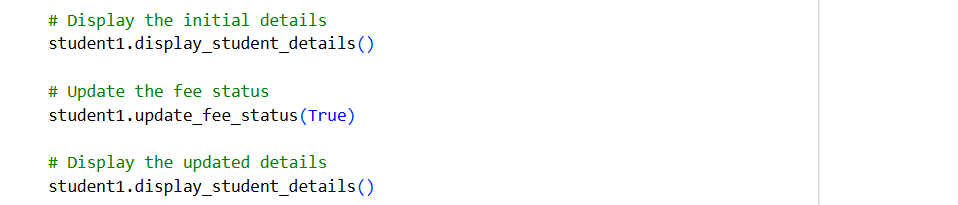 # Display the initial details
student1.display_student_details()
# Update the fee status
student1.update_fee_status(True)
# Display the updated details
student1.display_student_details()